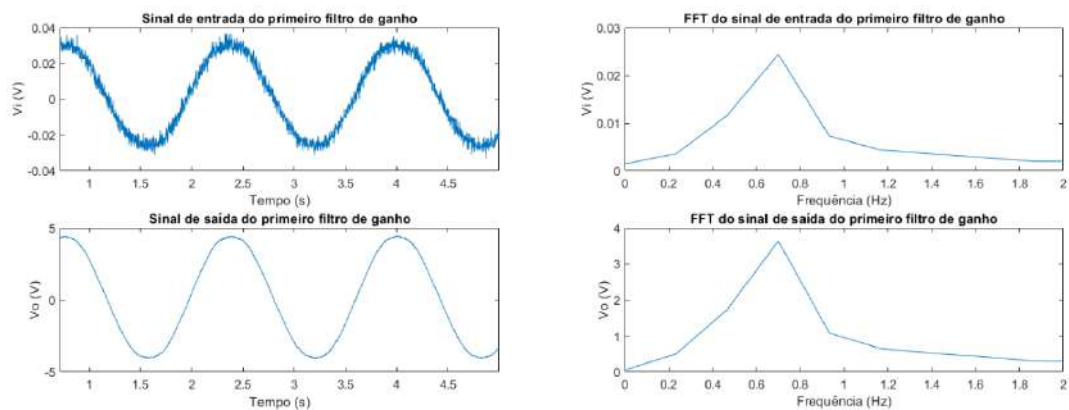 Sinal de entrada do primeiro filtro de ganho
0.04
0.02
0
-0.02
-0.04
Vi (V)
1 1.5 2 2.5 3 3.5 4 4.5
Tempo (s)
FFT do sinal de entrada do primeiro filtro de ganho
0.03
0.02
0.01
0
Vi (V)
0 0.2 0.4 0.6 0.8 1 1.2 1.4 1.6 1.8 2
Frequência (Hz)
Sinal de saída do primeiro filtro de ganho
5
0
-5
Vo (V)
1 1.5 2 2.5 3 3.5 4 4.5
Tempo (s)
FFT do sinal de saída do primeiro filtro de ganho
4
3
2
1
0
Vo (V)
0 0.2 0.4 0.6 0.8 1 1.2 1.4 1.6 1.8 2
Frequência (Hz)